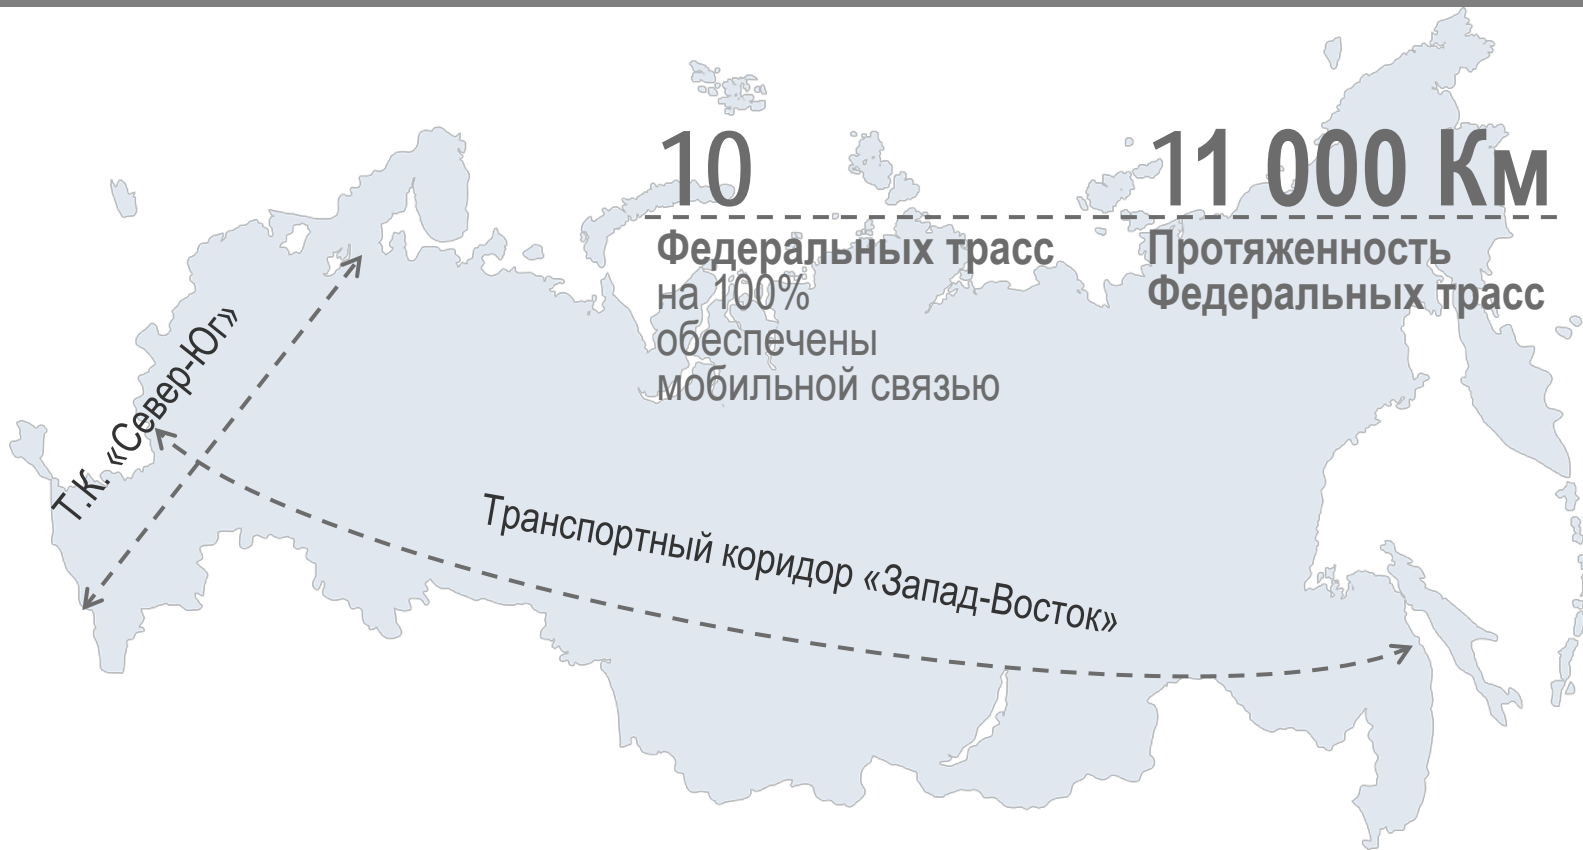 10
Федеральных трасс
на 100%
обеспечены
мобильной связью
11 000 Км
Протяженность
Федеральных трасс
Т.К. «Север-Юг»
Транспортный коридор «Запад-Восток»